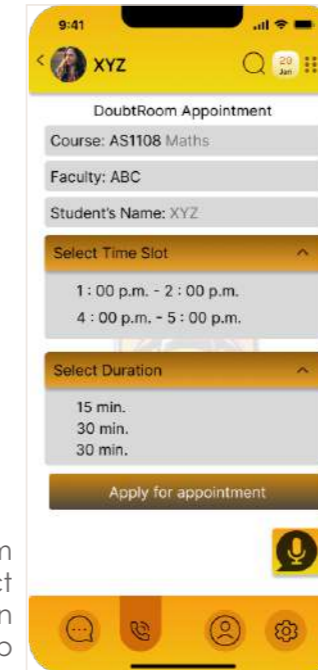 9:41
XYZ
20
Jan
DoubtRoom Appointment
Course: AS1108 Maths
Faculty: ABC
Student's Name: XYZ
Select Time Slot
1 : 00 p.m. - 2 : 00 p.m.
4 : 00 p.m. - 5 : 00 p.m.
Select Duration
15 min.
30 min.
30 min.
Apply for appointment